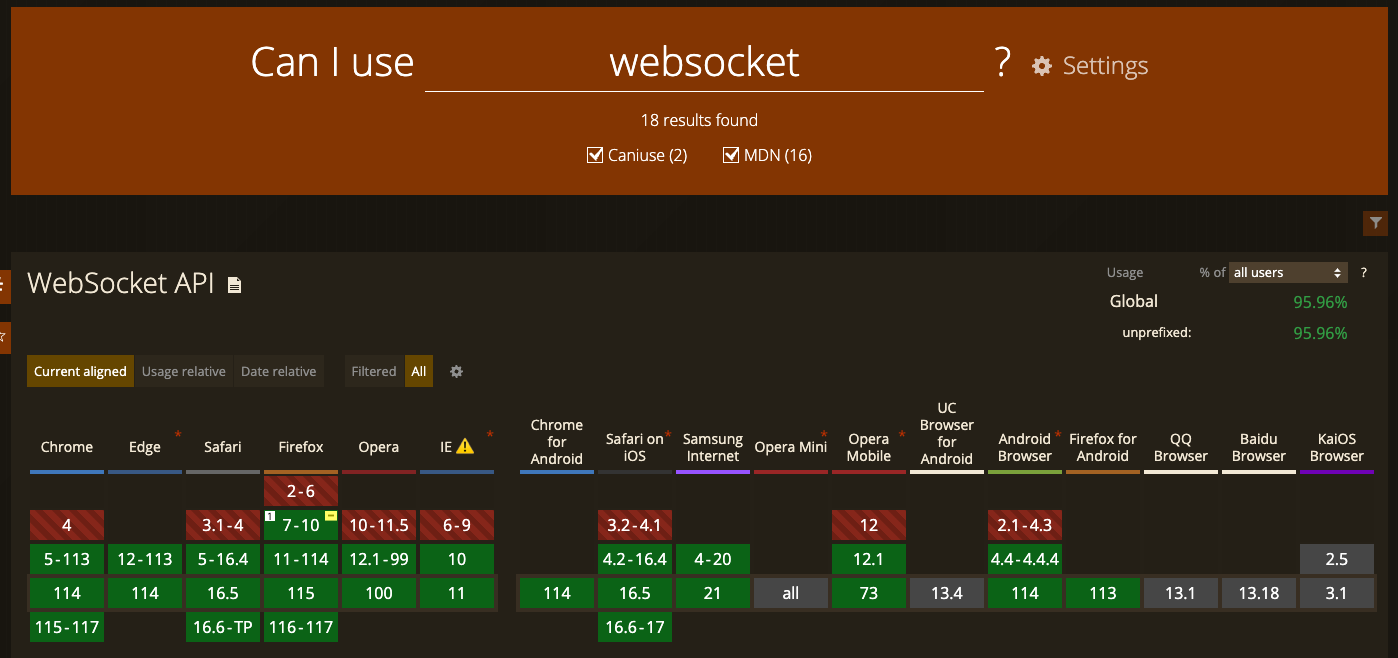 Can I use websocket ? Settings
18 results found
Caniuse (2) MDN (16)
WebSocket API
Usage % of all users ?
Global 95.96%
unprefixed: 95.96%
Current aligned Usage relative Date relative Filtered All
Chrome Edge * Safari Firefox Opera IE * Chrome for Android Safari on iOS * Samsung Internet Opera Mini * Opera Mobile * UC Browser for Android Android Browser * Firefox for Android QQ Browser Baidu Browser KaiOS Browser
2-6
4 3.1-4 1 7-10 10-11.5 6-9 3.2-4.1 12 2.1-4.3
5-113 12-113 5-16.4 11-114 12.1-99 10 4.2-16.4 4-20 12.1 4.4-4.4.4 2.5
114 114 16.5 115 100 11 114 16.5 21 all 73 13.4 114 113 13.1 13.18 3.1
115-117 16.6-TP 116-117 16.6-17